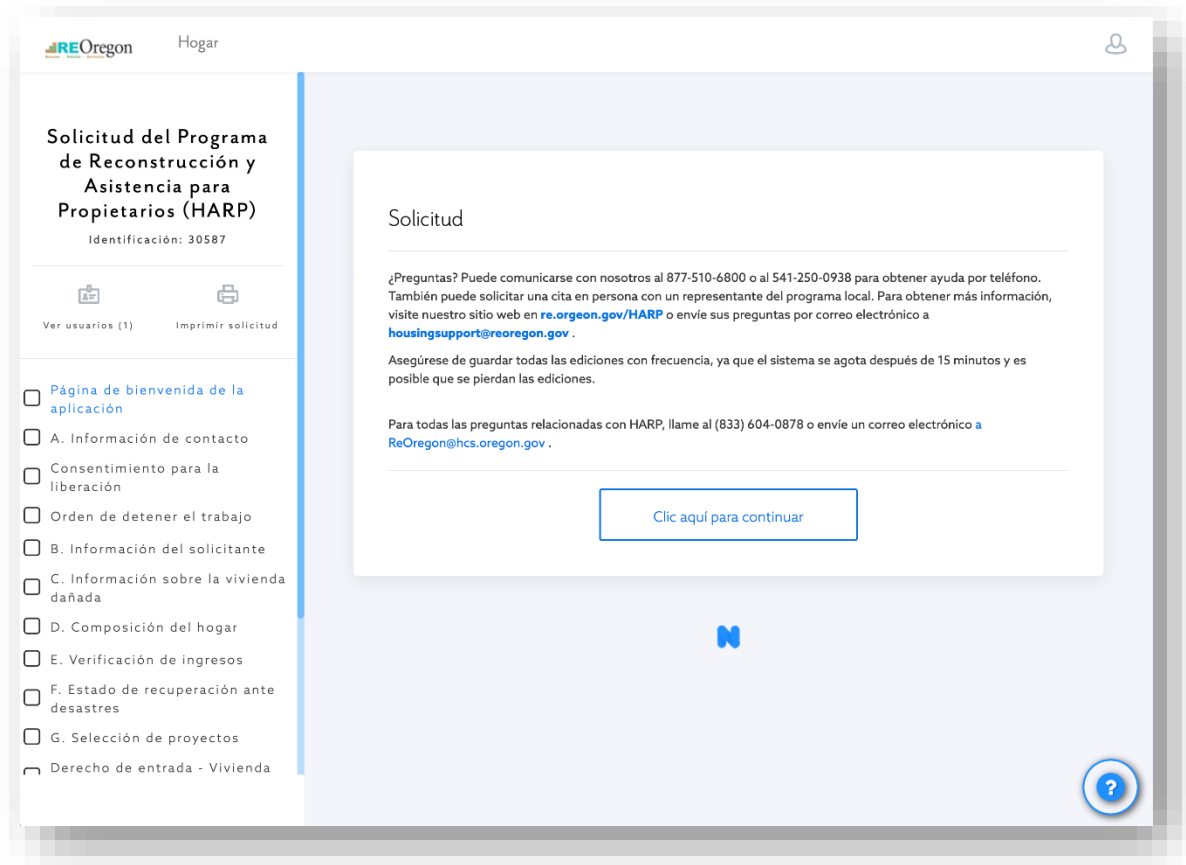 REOregon
Hogar
Solicitud del Programa
de Reconstrucción y
Asistencia para
Propietarios (HARP)
Identificación: 30587
Ver usuarios (1)
Imprimir solicitud
Página de bienvenida de la
aplicación
A. Información de contacto
Consentimiento para la
liberación
Orden de detener el trabajo
B. Información del solicitante
C. Información sobre la vivienda
dañada
D. Composición del hogar
E. Verificación de ingresos
F. Estado de recuperación ante
desastres
G. Selección de proyectos
Derecho de entrada - Vivienda
Solicitud
¿Preguntas? Puede comunicarse con nosotros al 877-510-6800 o al 541-250-0938 para obtener ayuda por teléfono.
También puede solicitar una cita en persona con un representante del programa local. Para obtener más información,
visite nuestro sitio web en re.orgeon.gov/HARP o envíe sus preguntas por correo electrónico a
housingsupport@reoregon.gov .
Asegúrese de guardar todas las ediciones con frecuencia, ya que el sistema se agota después de 15 minutos y es
posible que se pierdan las ediciones.
Para todas las preguntas relacionadas con HARP, llame al (833) 604-0878 o envíe un correo electrónico a
ReOregon@hcs.oregon.gov .
Clic aquí para continuar
N
?